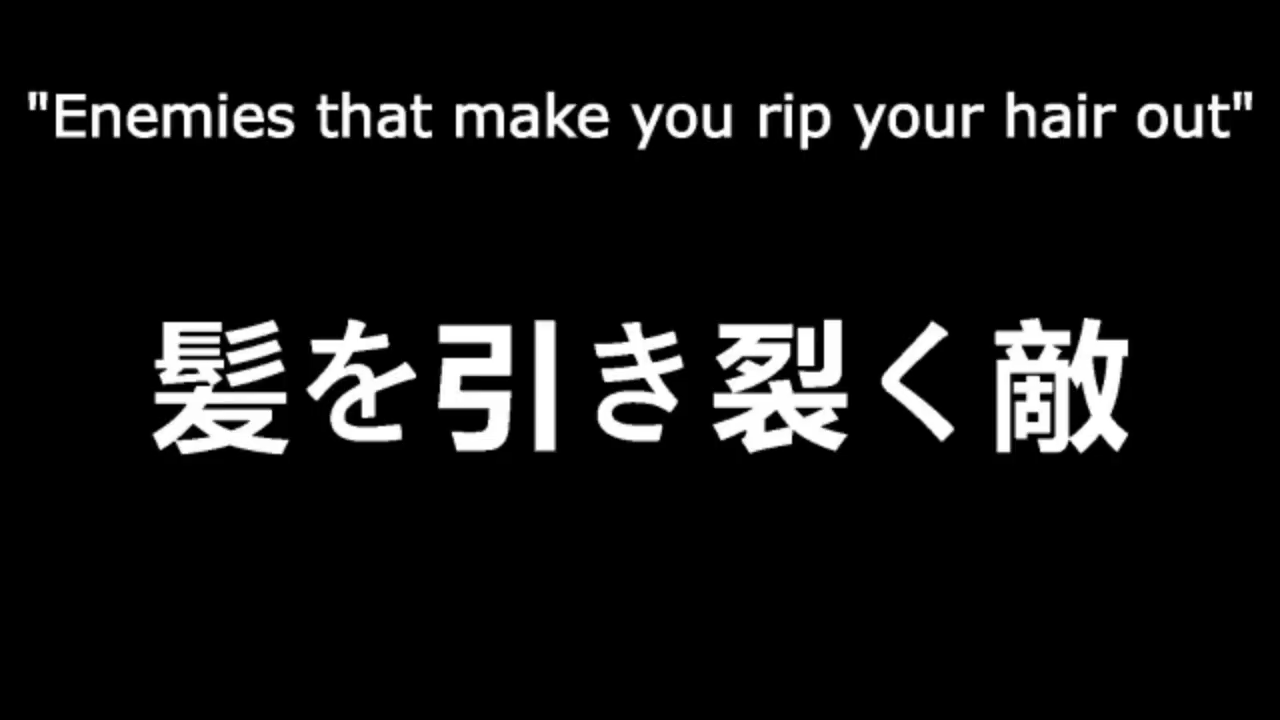 "Enemies that make you rip your hair out"
髪を引き裂く敵